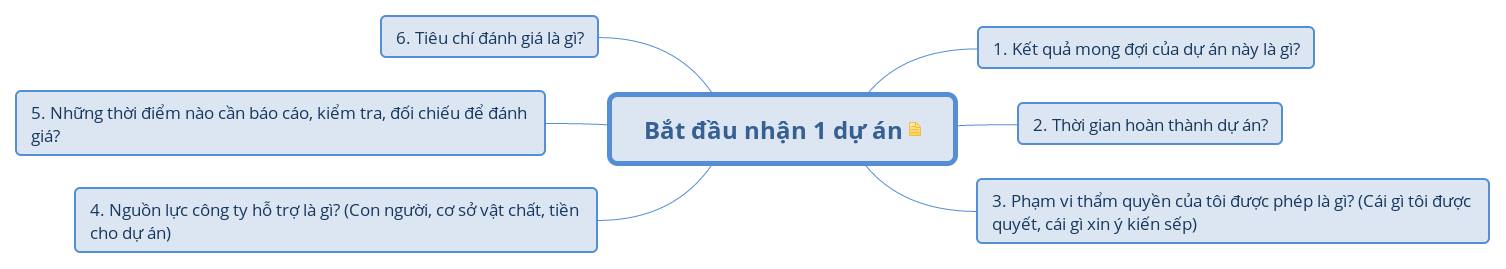 Bắt đầu nhận 1 dự án
1. Kết quả mong đợi của dự án này là gì?
2. Thời gian hoàn thành dự án?
3. Phạm vi thẩm quyền của tôi được phép là gì? (Cái gì tôi được
quyết, cái gì xin ý kiến sếp)
4. Nguồn lực công ty hỗ trợ là gì? (Con người, cơ sở vật chất, tiền
cho dự án)
5. Những thời điểm nào cần báo cáo, kiểm tra, đối chiếu để đánh
giá?
6. Tiêu chí đánh giá là gì?